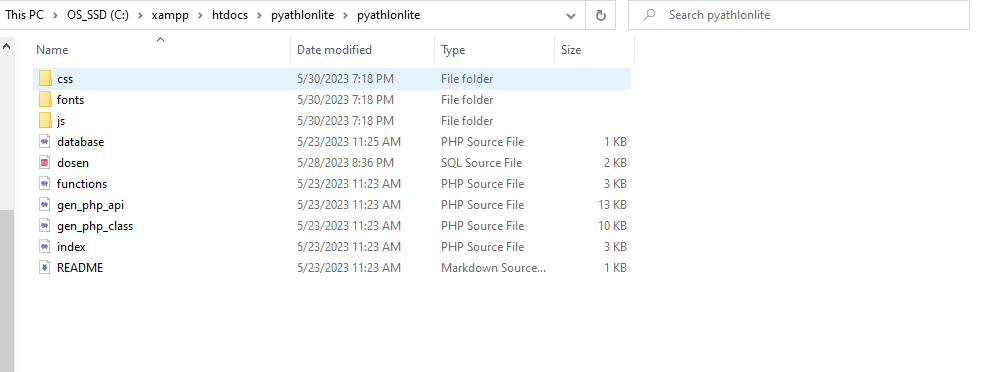 This PC > OS_SSD (C:) > xampp > htdocs > pyathlonlite > pyathlonlite
Search pyathlonlite
Name Date modified Type Size
css 5/30/2023 7:18 PM File folder
fonts 5/30/2023 7:18 PM File folder
js 5/30/2023 7:18 PM File folder
database 5/23/2023 11:25 AM PHP Source File 1 KB
dosen 5/28/2023 8:36 PM SQL Source File 2 KB
functions 5/23/2023 11:23 AM PHP Source File 3 KB
gen_php_api 5/23/2023 11:23 AM PHP Source File 13 KB
gen_php_class 5/23/2023 11:23 AM PHP Source File 10 KB
index 5/23/2023 11:23 AM PHP Source File 3 KB
README 5/23/2023 11:23 AM Markdown Source... 1 KB